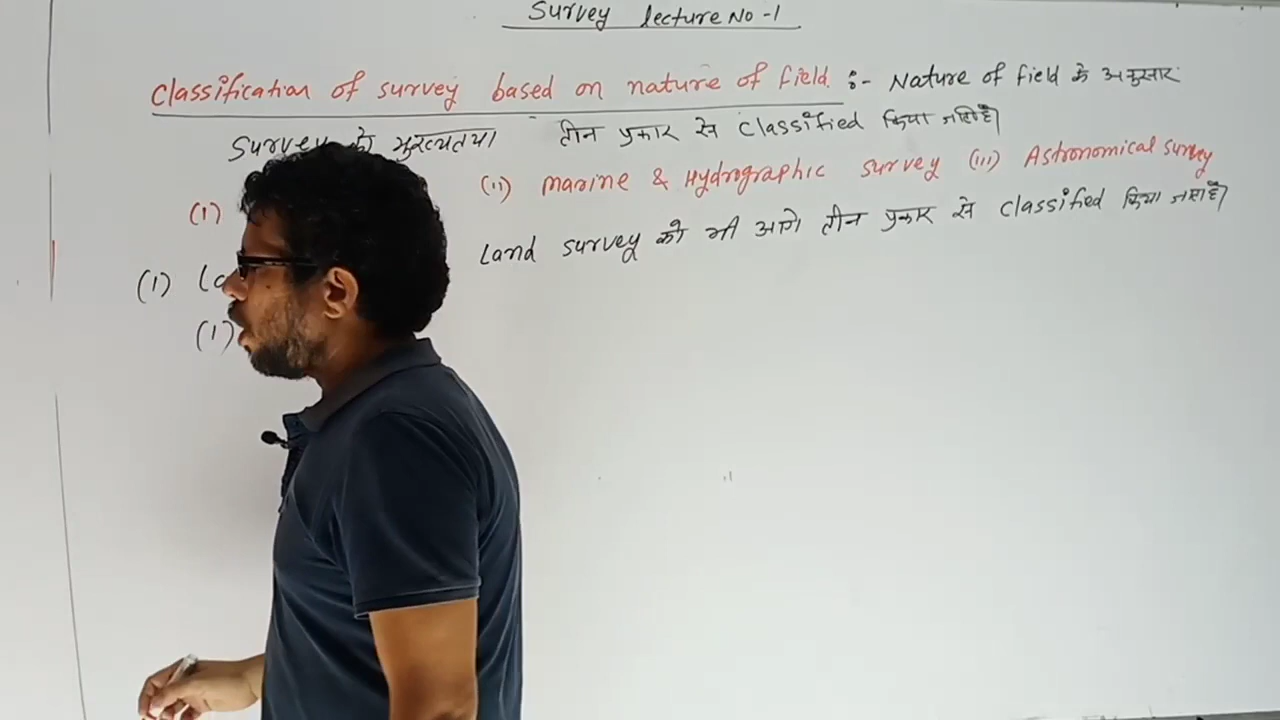 Survey lecture No -1
Classification of survey based on nature of field :- Nature of field के अनुसार
Survey को मुख्यतया तीन प्रकार से Classified किया जाता है।
(i) (ii) Marine & Hydrographic survey (iii) Astronomical survey
(1) Land survey को भी आगे तीन प्रकार से Classified किया जाता है।
(1)